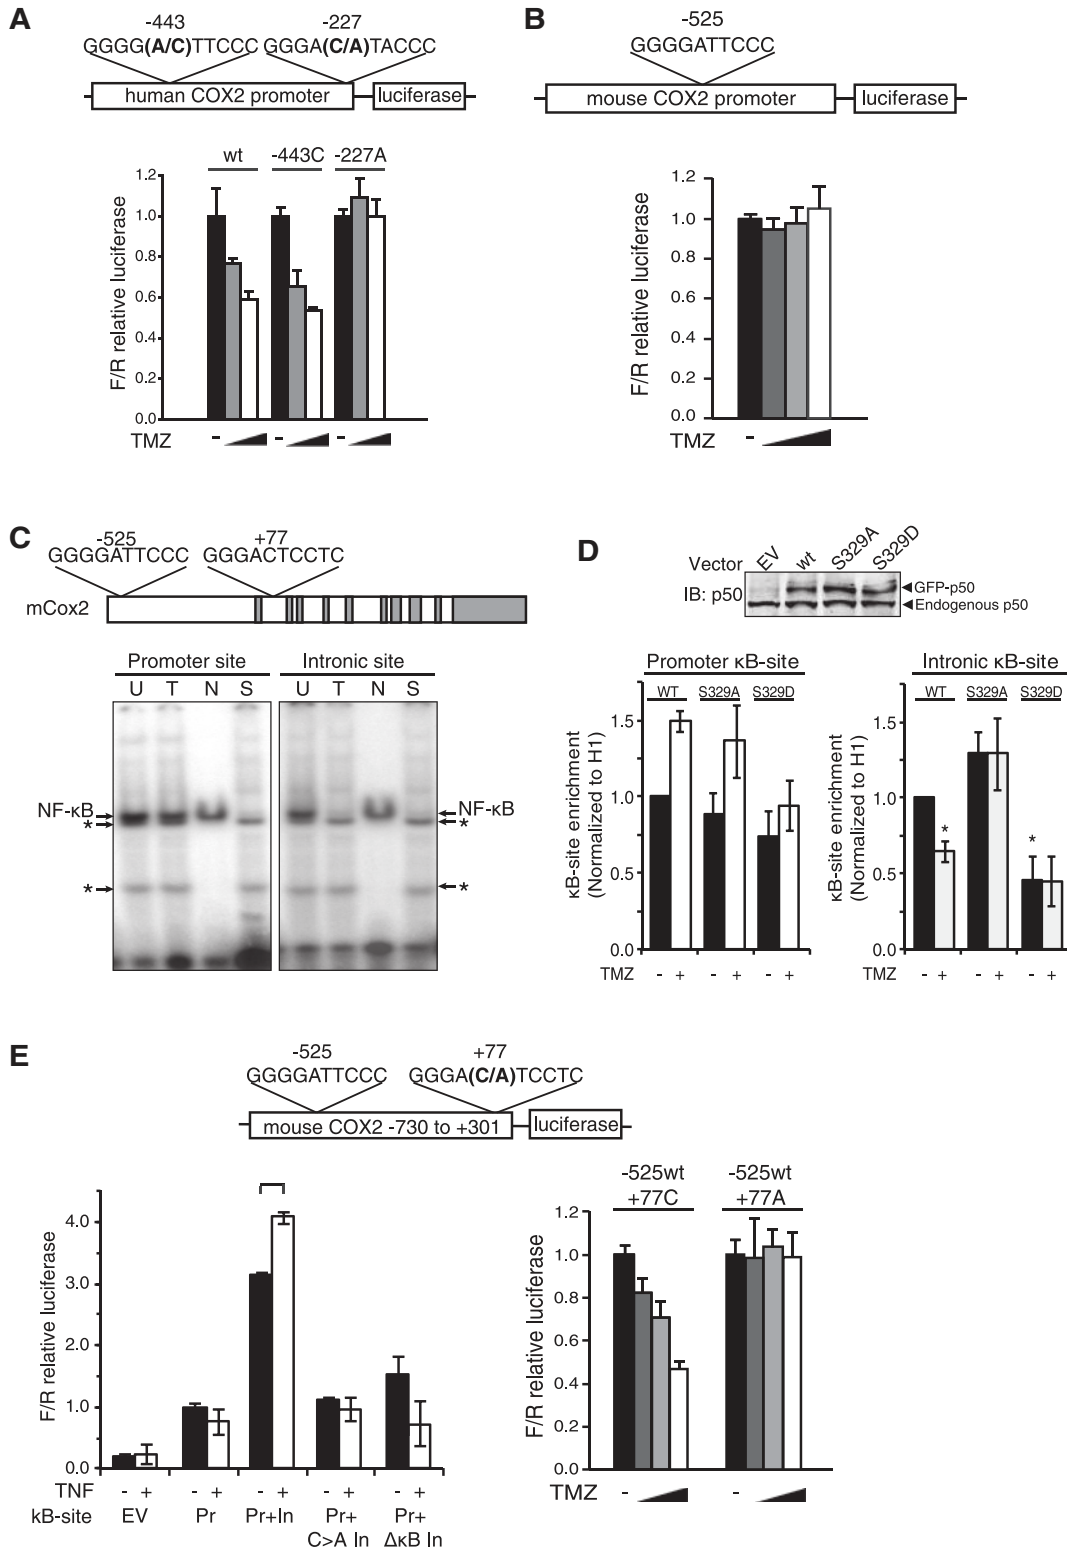 A
-443
-227
GGGG(A/C)TTCCC GGGA(C/A)TACCC
human COX2 promoter
luciferase
wt
-443C
-227A
F/R relative luciferase
1.2
1.0
0.8
0.6
0.4
0.2
0.0
TMZ
-
-
-
B
-525
GGGGATTCCC
mouse COX2 promoter
luciferase
F/R relative luciferase
1.2
1.0
0.8
0.6
0.4
0.2
0.0
TMZ
-
C
-525
+77
GGGGATTCCC GGGACTCCTC
mCox2
Promoter site
Intronic site
U T N S
U T N S
NF-κB
*
*
NF-κB
*
*
D
Vector
EV
wt
S329A
S329D
IB: p50
GFP-p50
Endogenous p50
Promoter κB-site
WT
S329A
S329D
κB-site enrichment
(Normalized to H1)
1.5
1.0
0.5
0.0
TMZ
- + - + - +
Intronic κB-site
WT
S329A
S329D
κB-site enrichment
(Normalized to H1)
1.5
1.0
0.5
0.0
*
*
- + - + - +
E
-525
+77
GGGGATTCCC GGGA(C/A)TCCTC
mouse COX2 -730 to +301
luciferase
F/R relative luciferase
4.0
3.0
2.0
1.0
0.0
TNF
- + - + - + - + - +
kB-site
EV
Pr
Pr+In
Pr+
C>A In
Pr+
ΔκB In
-525wt
+77C
-525wt
+77A
F/R relative luciferase
1.2
1.0
0.8
0.6
0.4
0.2
0.0
TMZ
-
-